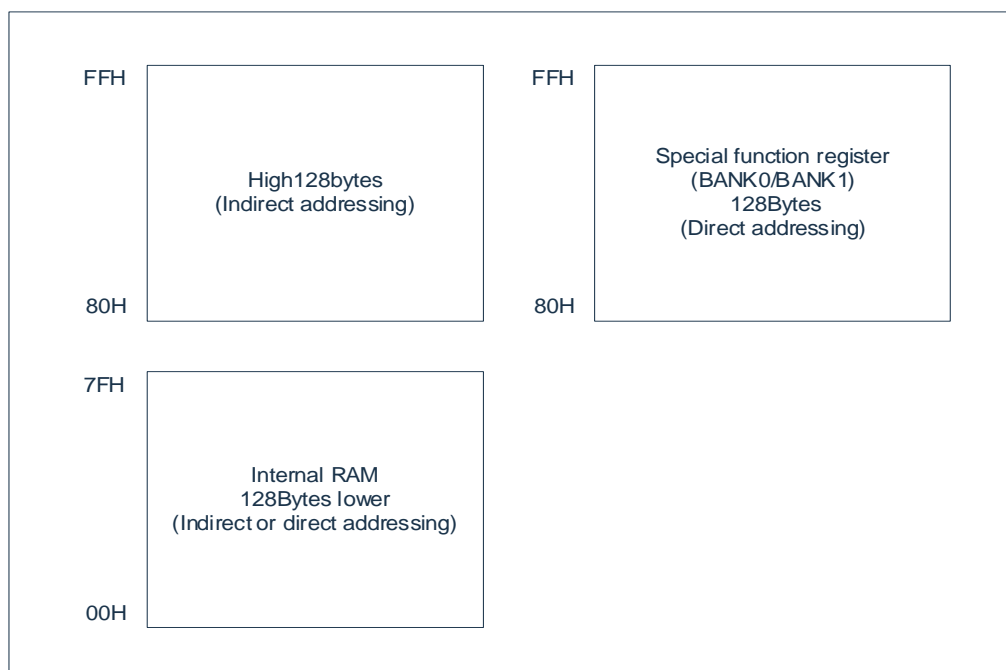 FFH
High128bytes
(Indirect addressing)
80H
FFH
Special function register
(BANK0/BANK1)
128Bytes
(Direct addressing)
80H
7FH
Internal RAM
128Bytes lower
(Indirect or direct addressing)
00H